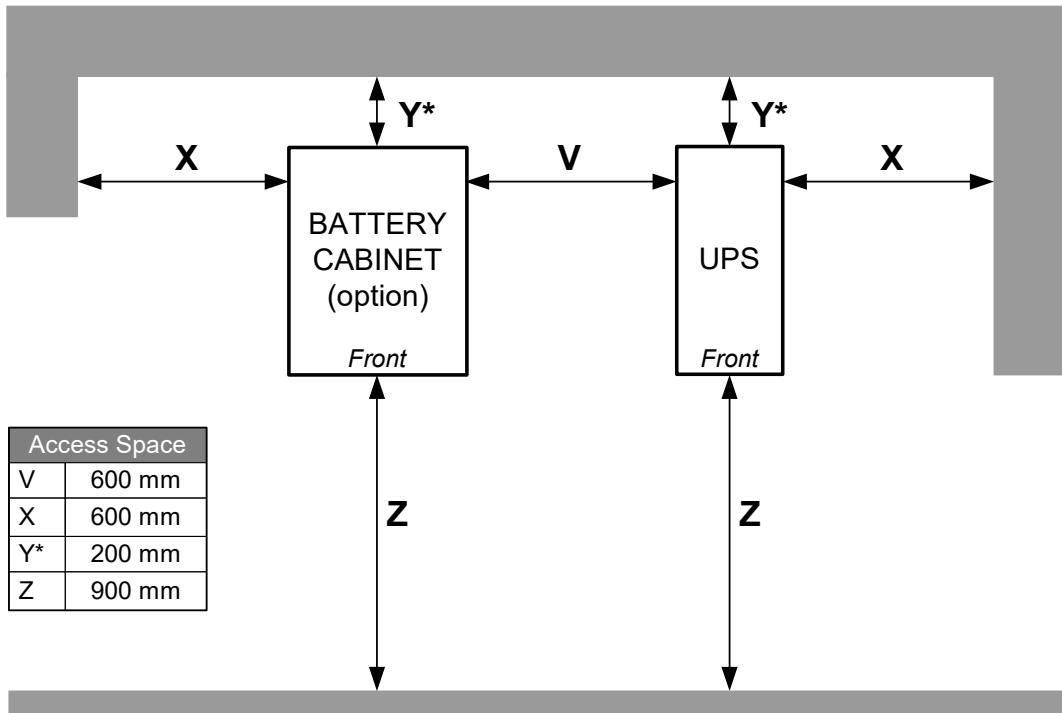 Y*
Y*
X
V
X
BATTERY
CABINET
(option)
UPS
Front
Front
Access Space
V 600 mm
X 600 mm
Y* 200 mm
Z 900 mm
Z
Z